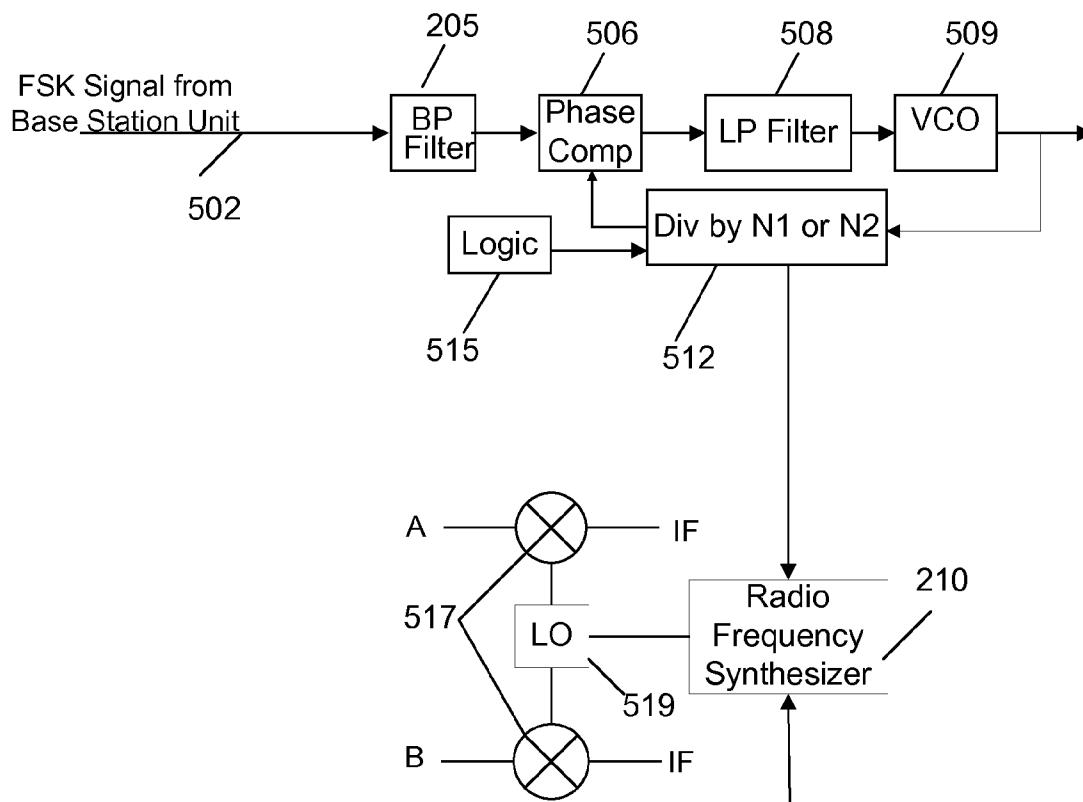 205
506
508
509
FSK Signal from
Base Station Unit
BP
Filter
Phase
Comp
LP Filter
VCO
502
Logic
Div by N1 or N2
515
512
A
IF
517
LO
519
Radio
Frequency
Synthesizer
210
B
IF